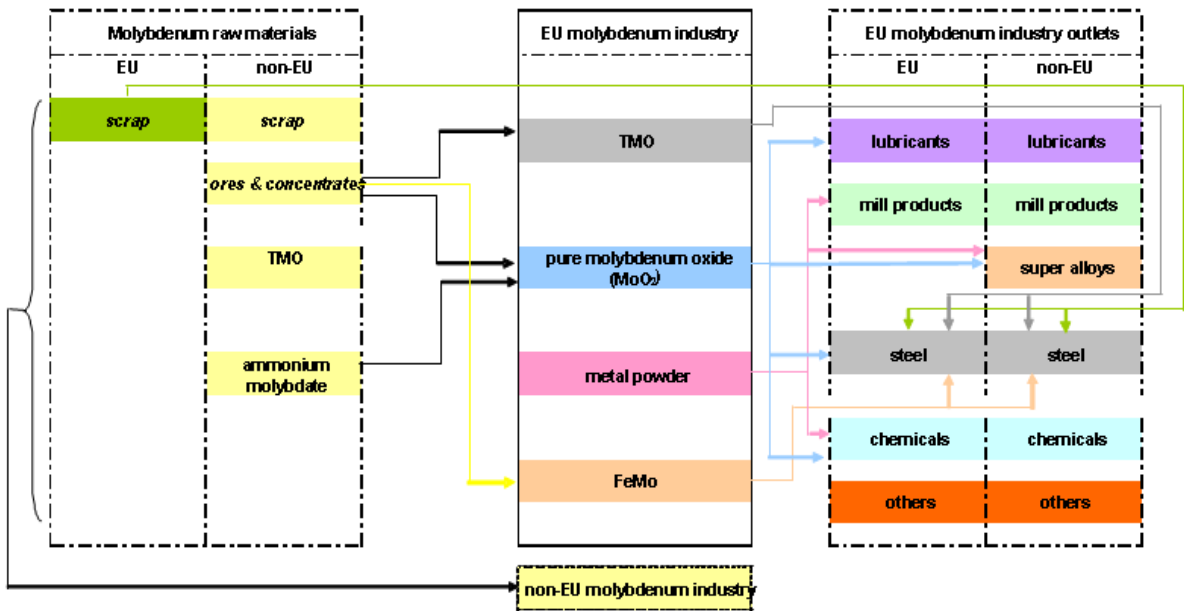 Molybdenum raw materials
EU
non-EU
scrap
scrap
ores & concentrates
TMO
ammonium
molybdate
EU molybdenum industry
TMO
pure molybdenum oxide
(MoO₂)
metal powder
FeMo
non-EU molybdenum industry
EU molybdenum industry outlets
EU
non-EU
lubricants
lubricants
mill products
mill products
super alloys
steel
steel
chemicals
chemicals
others
others